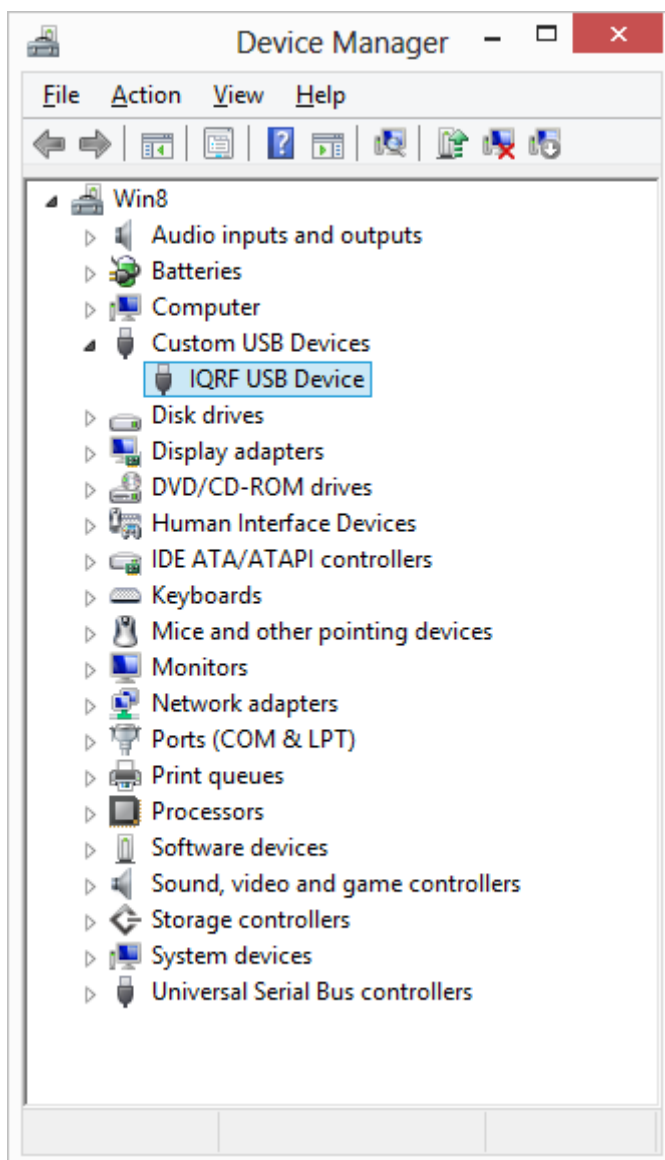 Device Manager
File Action View Help
Win8
Audio inputs and outputs
Batteries
Computer
Custom USB Devices
IQRF USB Device
Disk drives
Display adapters
DVD/CD-ROM drives
Human Interface Devices
IDE ATA/ATAPI controllers
Keyboards
Mice and other pointing devices
Monitors
Network adapters
Ports (COM & LPT)
Print queues
Processors
Software devices
Sound, video and game controllers
Storage controllers
System devices
Universal Serial Bus controllers